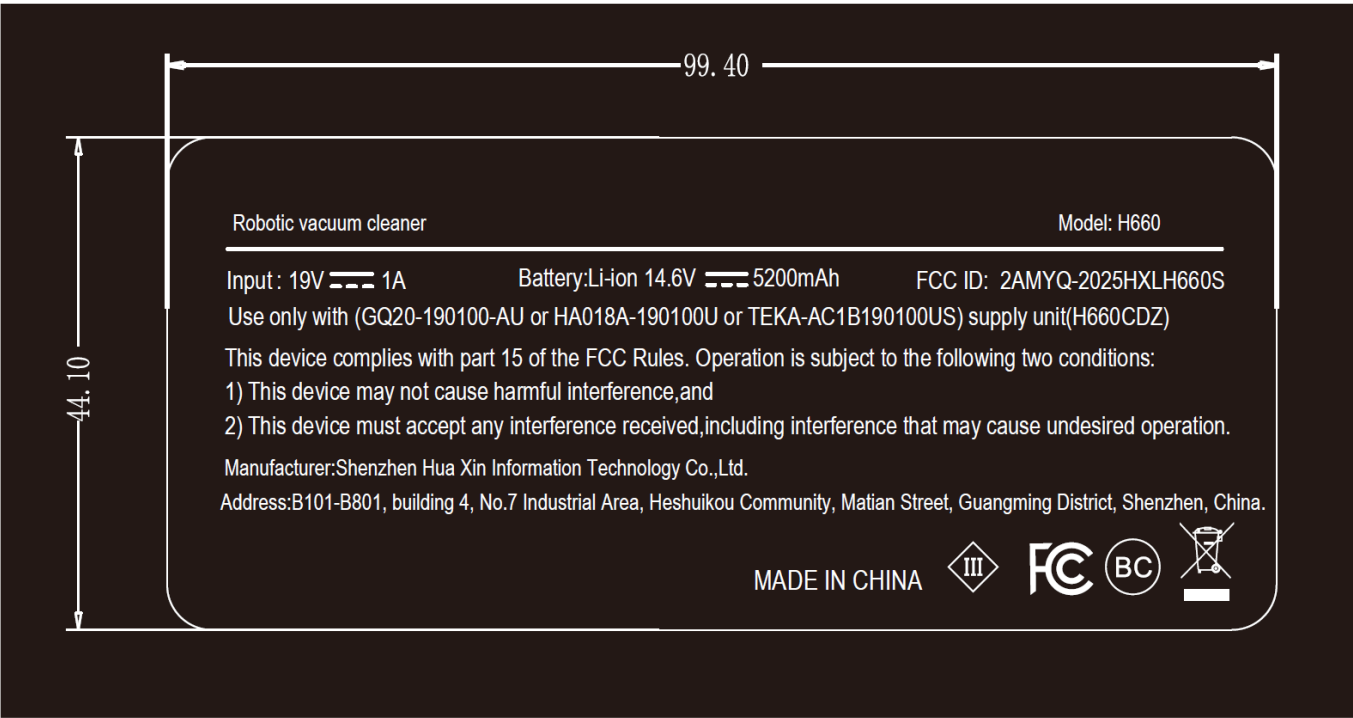 99.40
44.10
Robotic vacuum cleaner Model: H660
Input : 19V 1A Battery:Li-ion 14.6V 5200mAh FCC ID: 2AMYQ-2025HXLH660S
Use only with (GQ20-190100-AU or HA018A-190100U or TEKA-AC1B190100US) supply unit(H660CDZ)
This device complies with part 15 of the FCC Rules. Operation is subject to the following two conditions:
1) This device may not cause harmful interference,and
2) This device must accept any interference received,including interference that may cause undesired operation.
Manufacturer:Shenzhen Hua Xin Information Technology Co.,Ltd.
Address:B101-B801, building 4, No.7 Industrial Area, Heshuikou Community, Matian Street, Guangming District, Shenzhen, China.
MADE IN CHINA III FC BC